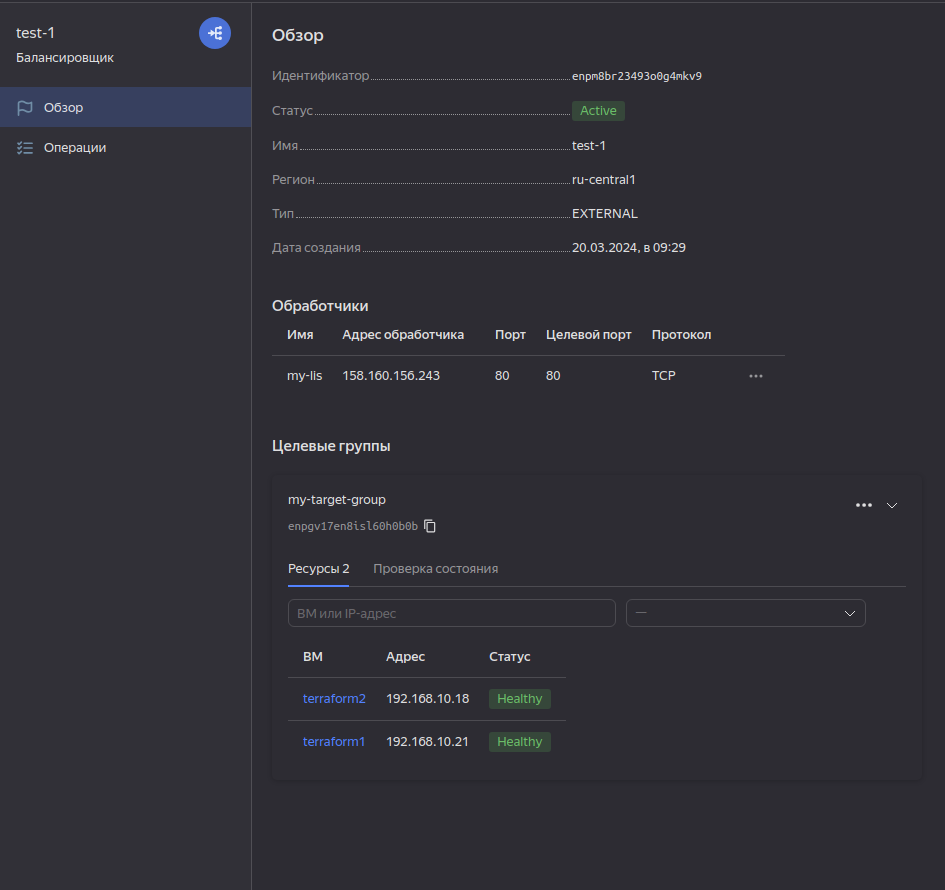 test-1
Балансировщик
Обзор
Операции
Обзор
Идентификатор enpm8br23493o0g4mkv9
Статус Active
Имя test-1
Регион ru-central1
Тип EXTERNAL
Дата создания 20.03.2024, в 09:29
Обработчики
Имя Адрес обработчика Порт Целевой порт Протокол
my-lis 158.160.156.243 80 80 TCP
Целевые группы
my-target-group
enpgv17en8isl60h0b0b
Ресурсы 2 Проверка состояния
ВМ или IP-адрес —
ВМ Адрес Статус
terraform2 192.168.10.18 Healthy
terraform1 192.168.10.21 Healthy